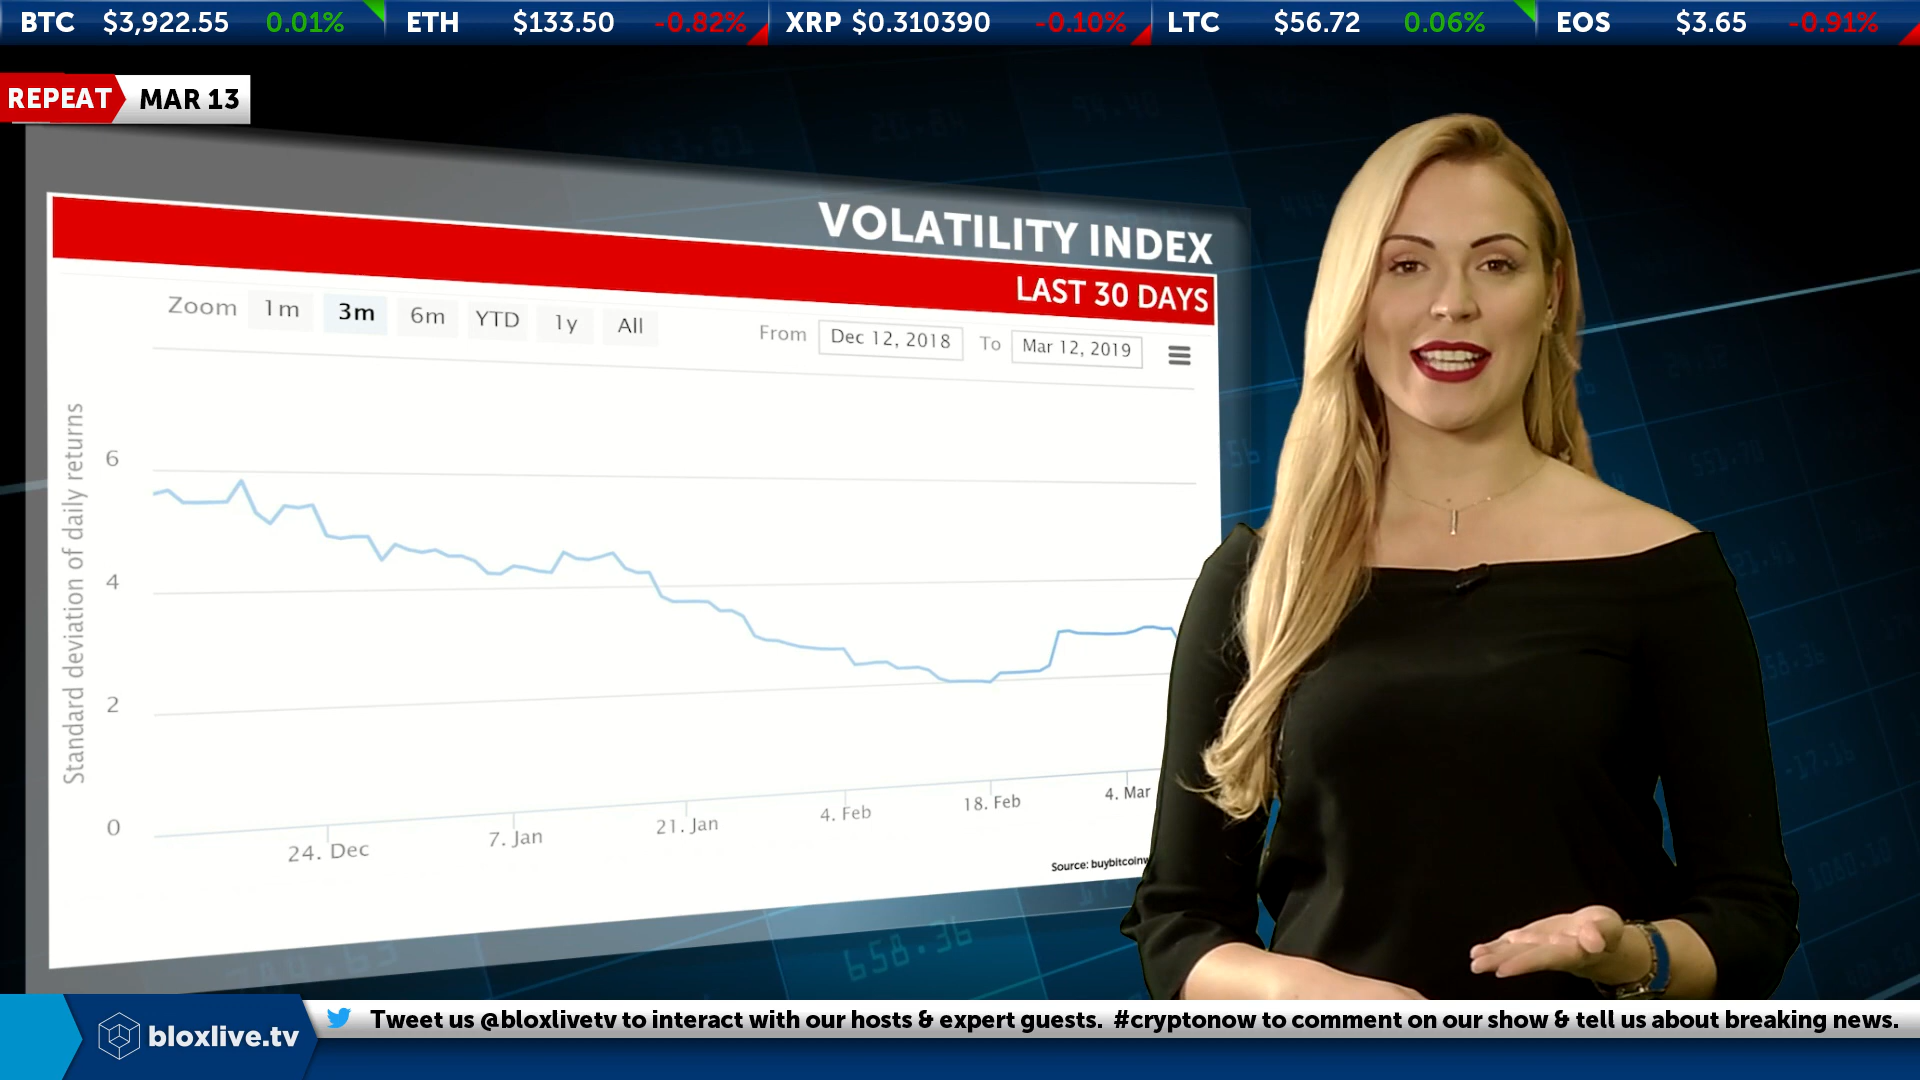 BTC $3,922.55 0.01% ETH $133.50 -0.82% XRP $0.310390 -0.10% LTC $56.72 0.06% EOS $3.65 -0.91%
REPEAT MAR 13
VOLATILITY INDEX
LAST 30 DAYS
Zoom 1m 3m 6m YTD 1y All From Dec 12, 2018 To Mar 12, 2019
Standard deviation of daily returns
6
4
2
0
24. Dec 7. Jan 21. Jan 4. Feb 18. Feb 4. Mar
Source:
658.36
bloxlive.tv
Tweet us @bloxlivetv to interact with our hosts & expert guests. #cryptonow to comment on our show & tell us about breaking news.